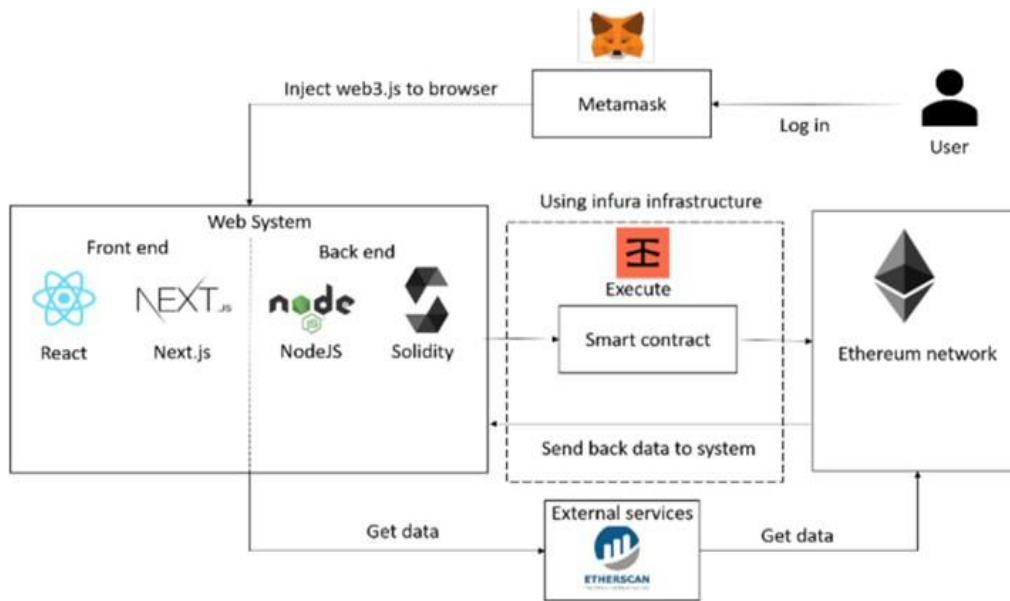 Inject web3.js to browser
Metamask
Log in
User
Web System
Front end
Back end
NEXT.JS
node
JS
React
Next.js
NodeJS
Solidity
Using infura infrastructure
Execute
Smart contract
Ethereum network
Send back data to system
Get data
External services
ETHERSCAN
Get data